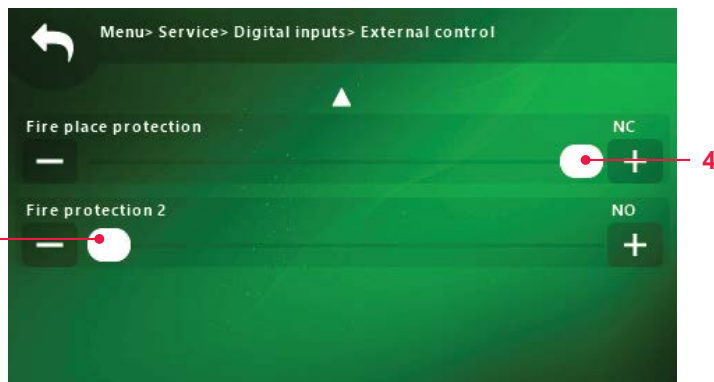 Menu> Service> Digital inputs> External control
Fire place protection NC
4
Fire protection 2 NO